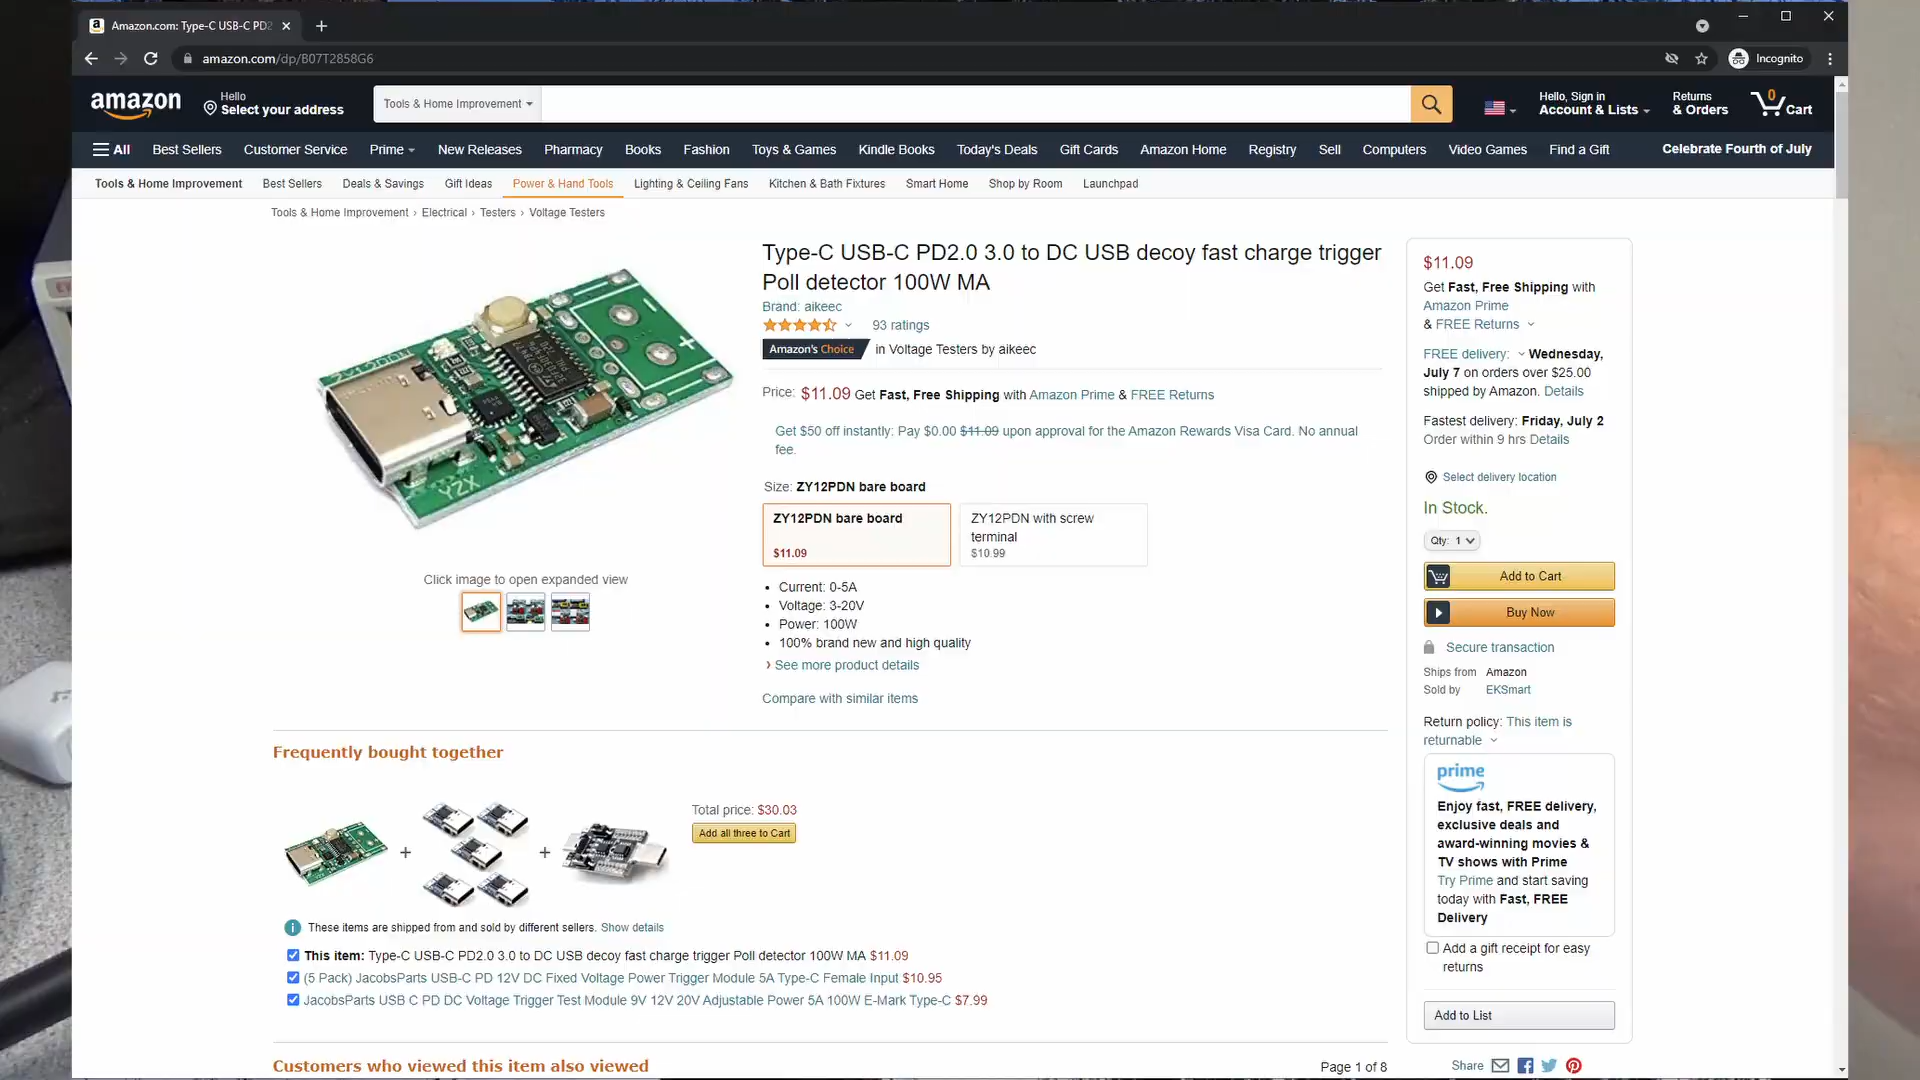 Amazon.com: Type-C USB-C PD2
amazon.com/dp/B07T2858G6
Incognito
amazon
Hello
Select your address
Tools & Home Improvement
Hello, Sign in
Account & Lists
Returns
& Orders
0
Cart
All
Best Sellers
Customer Service
Prime
New Releases
Pharmacy
Books
Fashion
Toys & Games
Kindle Books
Today's Deals
Gift Cards
Amazon Home
Registry
Sell
Computers
Video Games
Find a Gift
Celebrate Fourth of July
Tools & Home Improvement
Best Sellers
Deals & Savings
Gift Ideas
Power & Hand Tools
Lighting & Ceiling Fans
Kitchen & Bath Fixtures
Smart Home
Shop by Room
Launchpad
Tools & Home Improvement › Electrical › Testers › Voltage Testers
ZY12PDN
YZX
Click image to open expanded view
Type-C USB-C PD2.0 3.0 to DC USB decoy fast charge trigger
Poll detector 100W MA
Brand: aikeec
93 ratings
Amazon's Choice in Voltage Testers by aikeec
Price: $11.09 Get Fast, Free Shipping with Amazon Prime & FREE Returns
Get $50 off instantly: Pay $0.00 $11.09 upon approval for the Amazon Rewards Visa Card. No annual
fee.
Size: ZY12PDN bare board
ZY12PDN bare board
$11.09
ZY12PDN with screw
terminal
$10.99
Current: 0-5A
Voltage: 3-20V
Power: 100W
100% brand new and high quality
› See more product details
Compare with similar items
$11.09
Get Fast, Free Shipping with
Amazon Prime
& FREE Returns
FREE delivery: Wednesday,
July 7 on orders over $25.00
shipped by Amazon. Details
Fastest delivery: Friday, July 2
Order within 9 hrs Details
Select delivery location
In Stock.
Qty: 1
Add to Cart
Buy Now
Secure transaction
Ships from Amazon
Sold by EKSmart
Return policy: This item is
returnable
prime
Enjoy fast, FREE delivery,
exclusive deals and
award-winning movies &
TV shows with Prime
Try Prime and start saving
today with Fast, FREE
Delivery
Add a gift receipt for easy
returns
Add to List
Share
Frequently bought together
Total price: $30.03
Add all three to Cart
These items are shipped from and sold by different sellers. Show details
This item: Type-C USB-C PD2.0 3.0 to DC USB decoy fast charge trigger Poll detector 100W MA $11.09
(5 Pack) JacobsParts USB-C PD 12V DC Fixed Voltage Power Trigger Module 5A Type-C Female Input $10.95
JacobsParts USB C PD DC Voltage Trigger Test Module 9V 12V 20V Adjustable Power 5A 100W E-Mark Type-C $7.99
Customers who viewed this item also viewed
Page 1 of 8